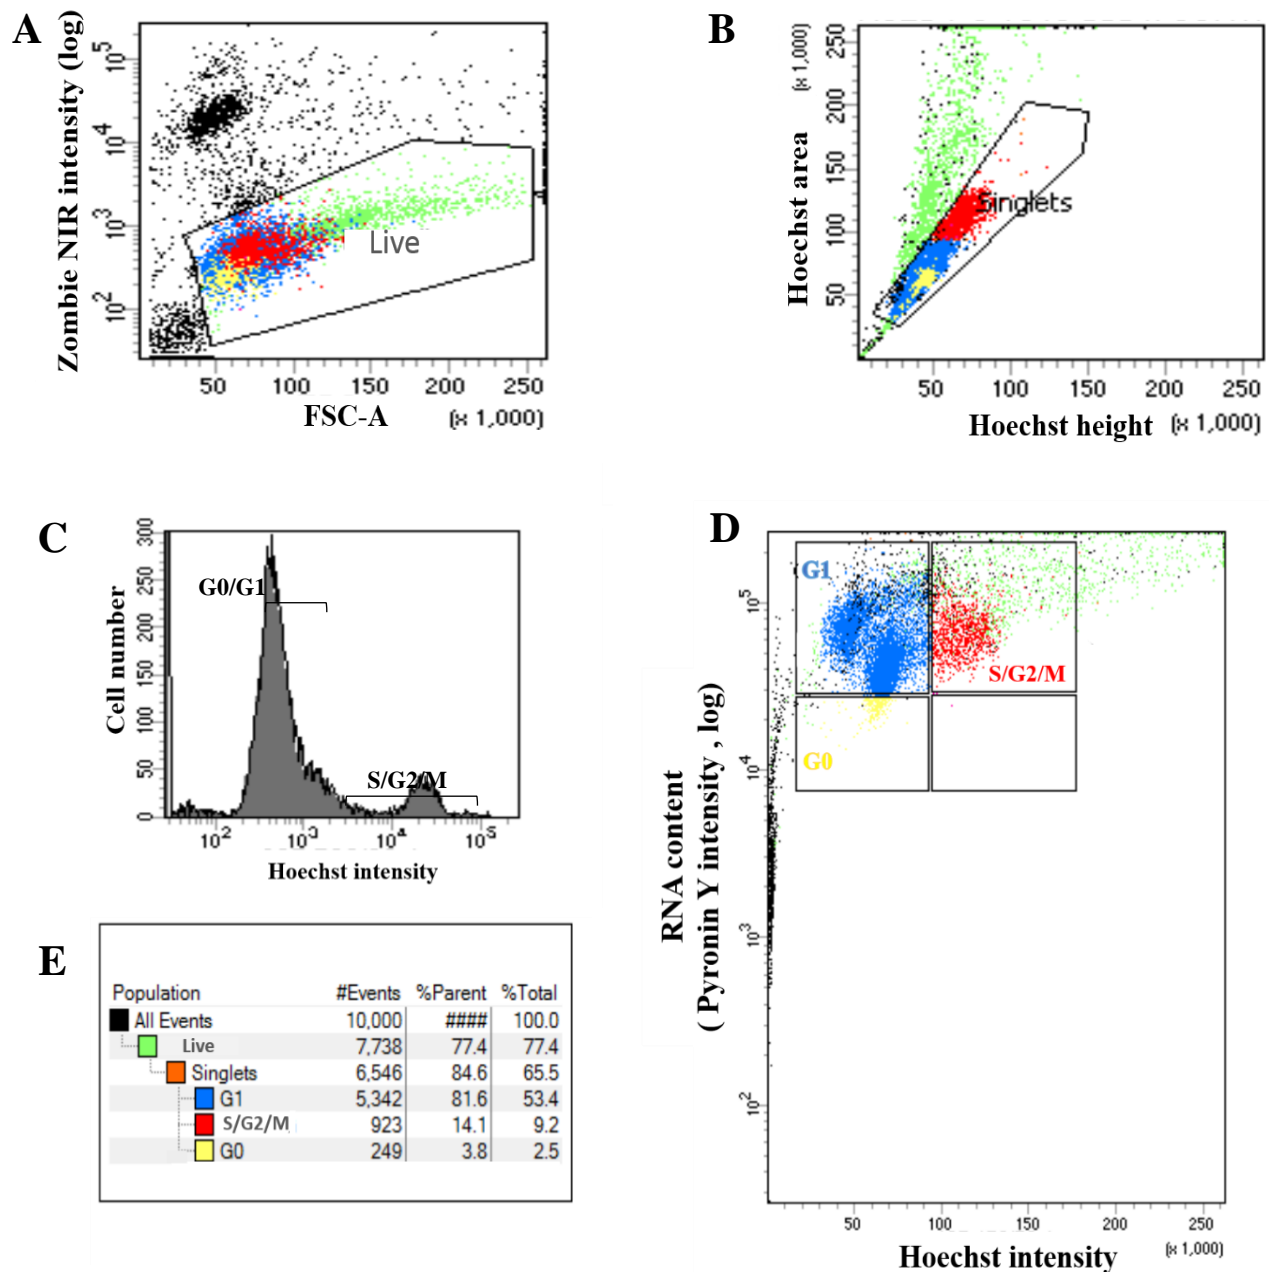 A
Zombie NIR intensity (log)
10^5
10^4
10^3
10^2
Live
50 100 150 200 250
FSC-A
(x 1,000)
B
Hoechst area
(x 1,000)
250
200
150
100
50
Singlets
50 100 150 200 250
Hoechst height (x 1,000)
C
Cell number
300
250
200
150
100
50
0
G0/G1
S/G2/M
10^2 10^3 10^4 10^5
Hoechst intensity
D
RNA content
( Pyronin Y intensity , log)
10^5
10^4
10^3
10^2
G1
S/G2/M
G0
50 100 150 200 250
(x 1,000)
Hoechst intensity
E
Population #Events %Parent %Total
All Events 10,000 #### 100.0
Live 7,738 77.4 77.4
Singlets 6,546 84.6 65.5
G1 5,342 81.6 53.4
S/G2/M 923 14.1 9.2
G0 249 3.8 2.5